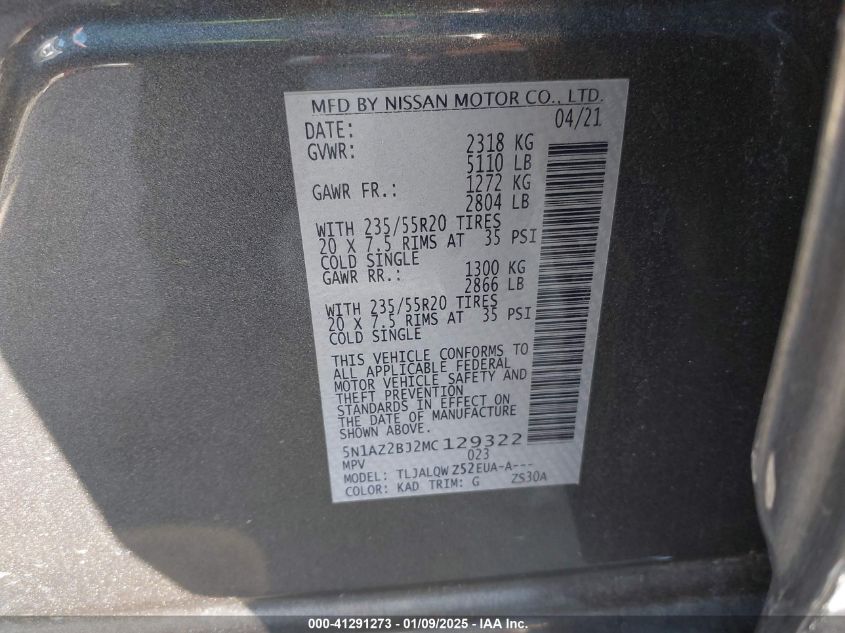 MFD BY NISSAN MOTOR CO., LTD.
DATE: 04/21
GVWR: 2318 KG
5110 LB
GAWR FR.: 1272 KG
2804 LB
WITH 235/55R20 TIRES
20 X 7.5 RIMS AT 35 PSI
COLD SINGLE
GAWR RR.: 1300 KG
2866 LB
WITH 235/55R20 TIRES
20 X 7.5 RIMS AT 35 PSI
COLD SINGLE
THIS VEHICLE CONFORMS TO
ALL APPLICABLE FEDERAL
MOTOR VEHICLE SAFETY AND
THEFT PREVENTION
STANDARDS IN EFFECT ON
THE DATE OF MANUFACTURE
SHOWN ABOVE.
5N1AZ2BJ2MC129322
MPV 023
MODEL: TLJALQW Z52EUA-A---
COLOR: KAD TRIM: G ZS30A
000-41291273 - 01/09/2025 - IAA Inc.